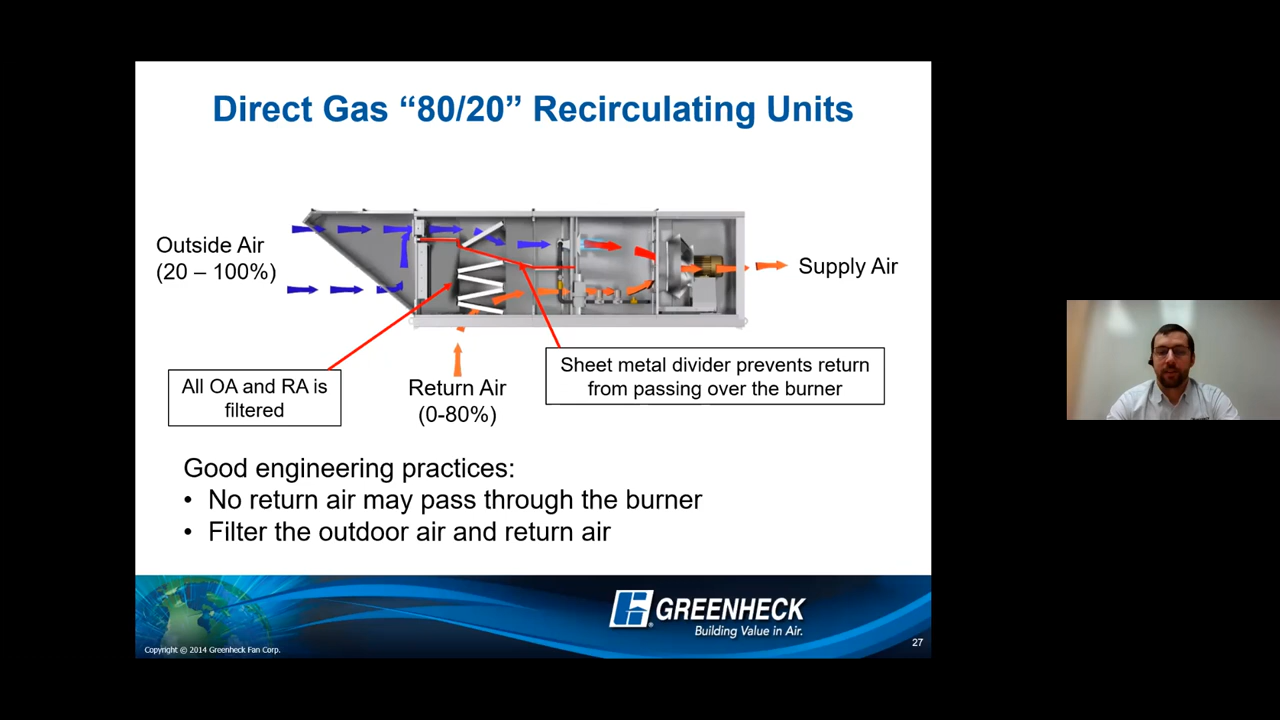 Direct Gas “80/20” Recirculating Units
Outside Air
(20 – 100%)
Supply Air
All OA and RA is
filtered
Return Air
(0-80%)
Sheet metal divider prevents return
from passing over the burner
Good engineering practices:
• No return air may pass through the burner
• Filter the outdoor air and return air
GREENHECK
Building Value in Air.
Copyright © 2014 Greenheck Fan Corp.
27